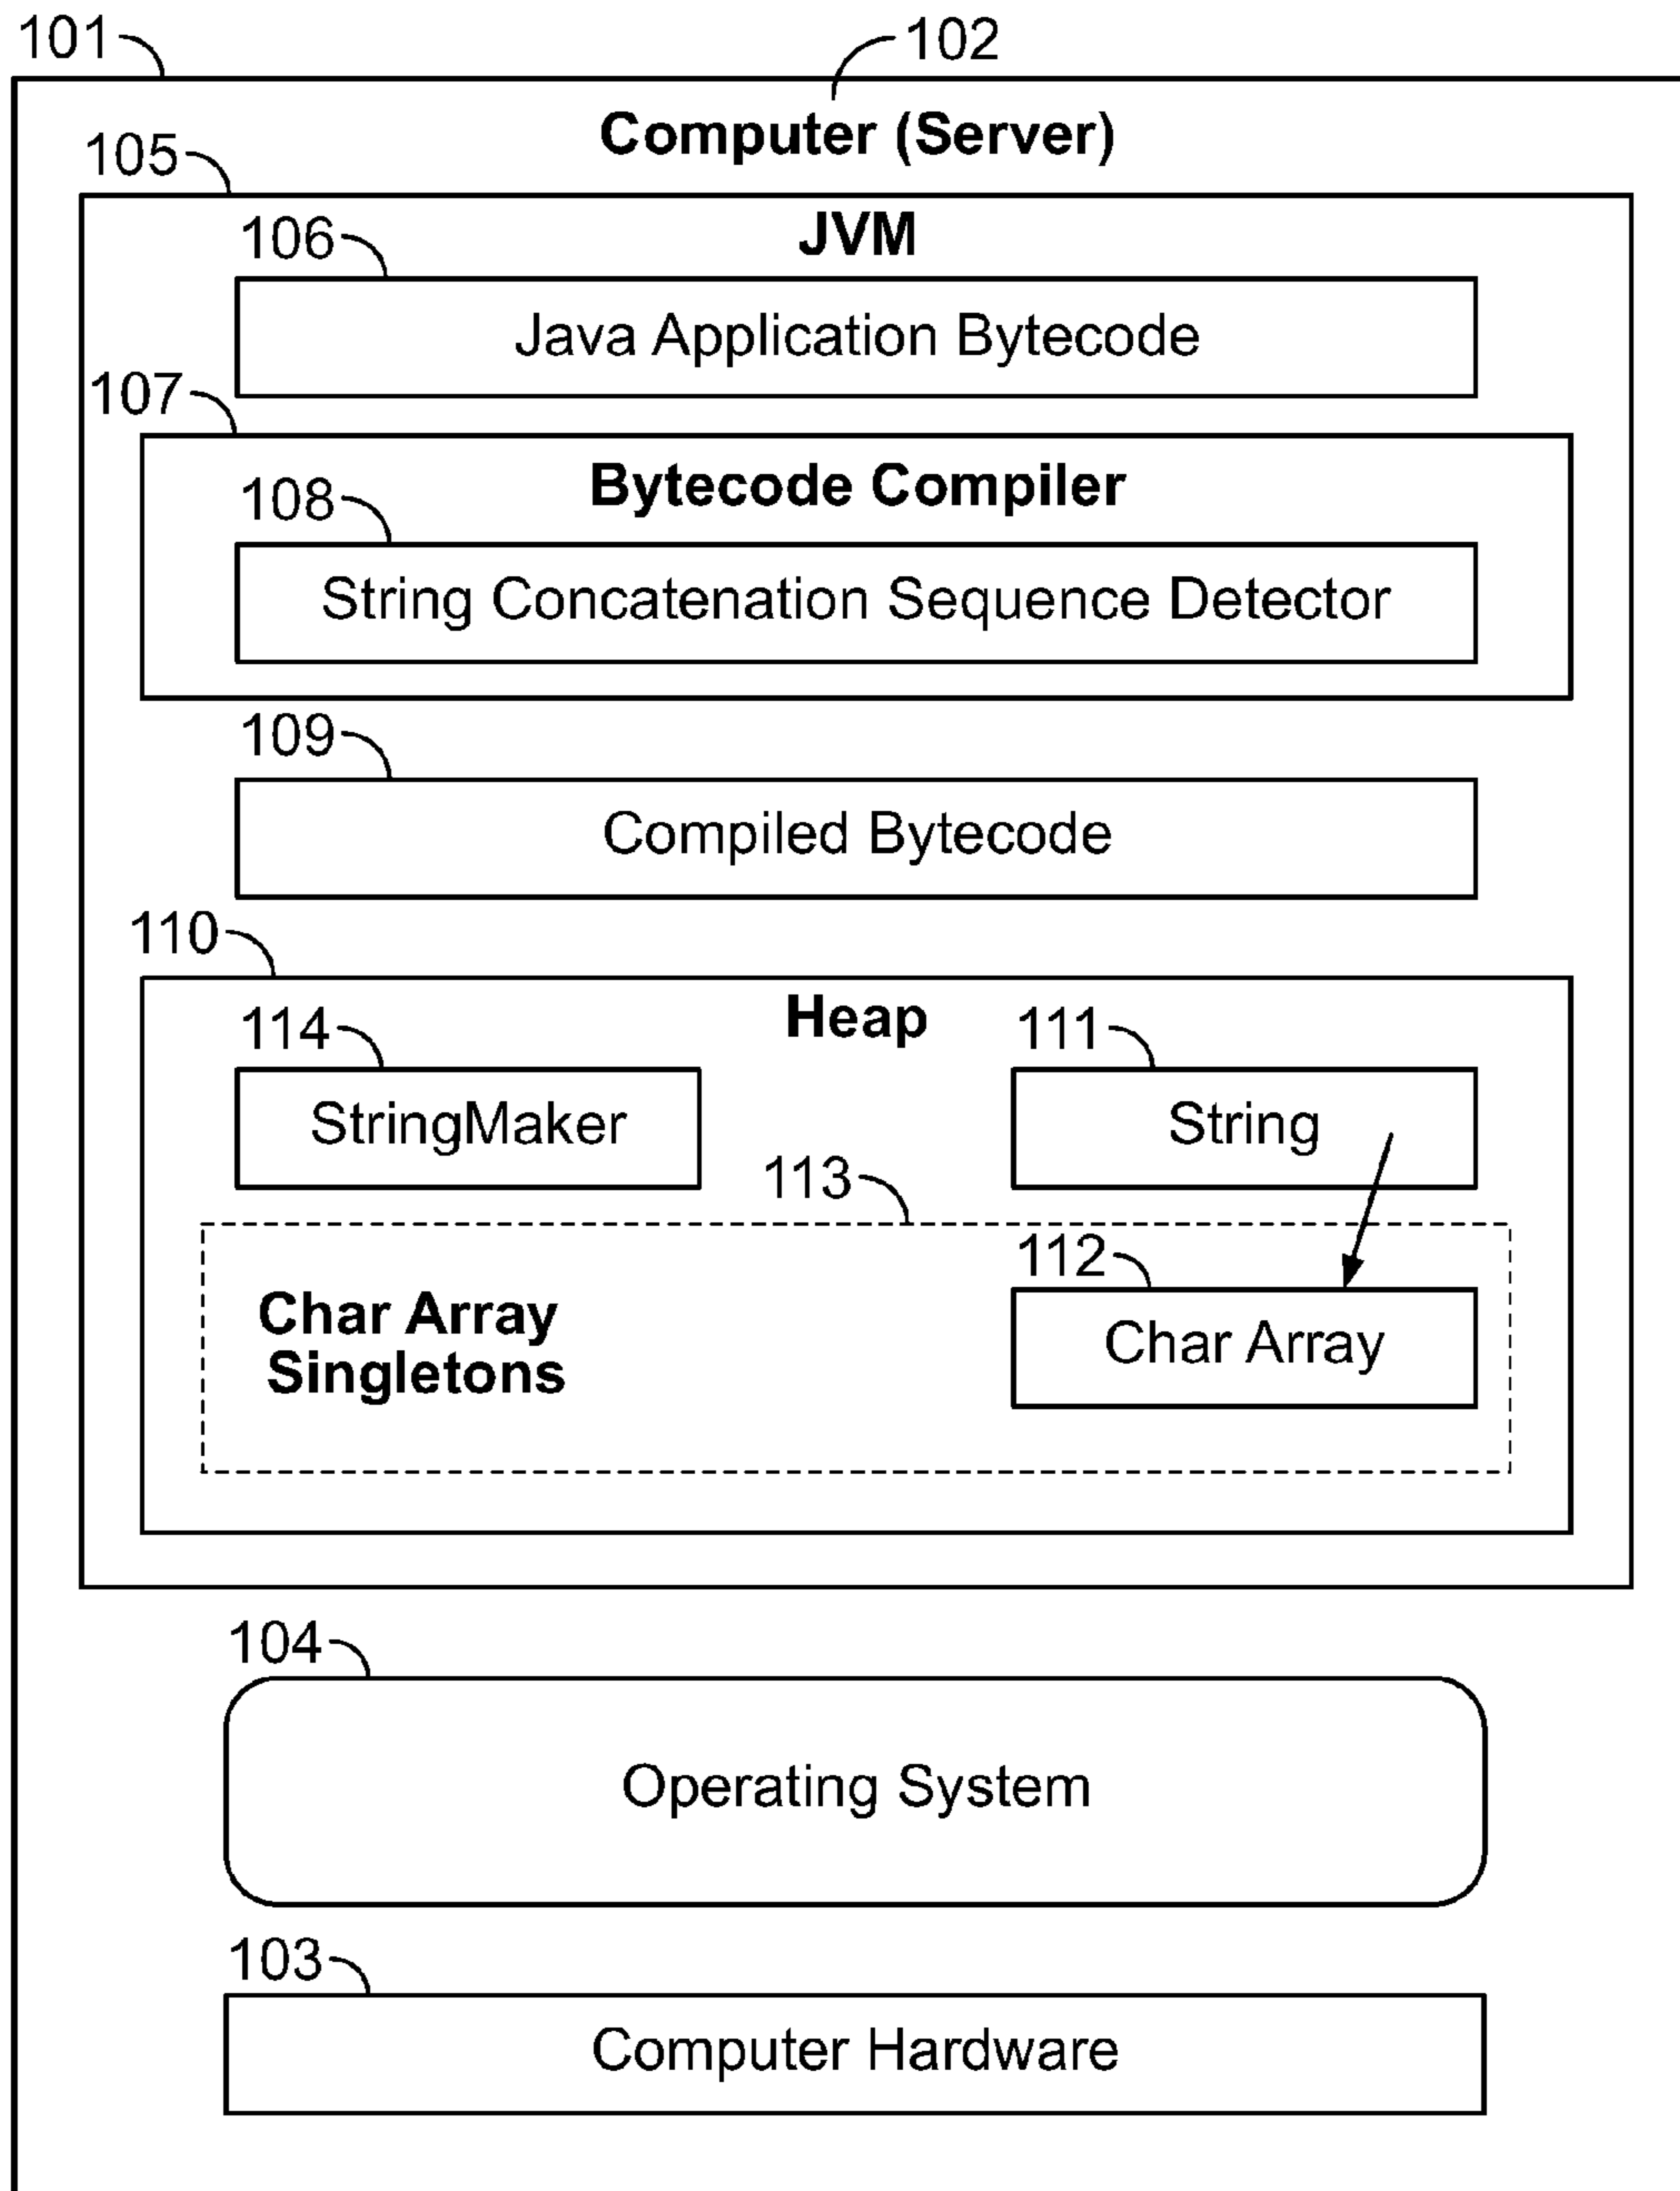 101
102
Computer (Server)
105
JVM
106
Java Application Bytecode
107
Bytecode Compiler
108
String Concatenation Sequence Detector
109
Compiled Bytecode
110
Heap
114
111
StringMaker
String
113
112
Char Array
Singletons
Char Array
104
Operating System
103
Computer Hardware